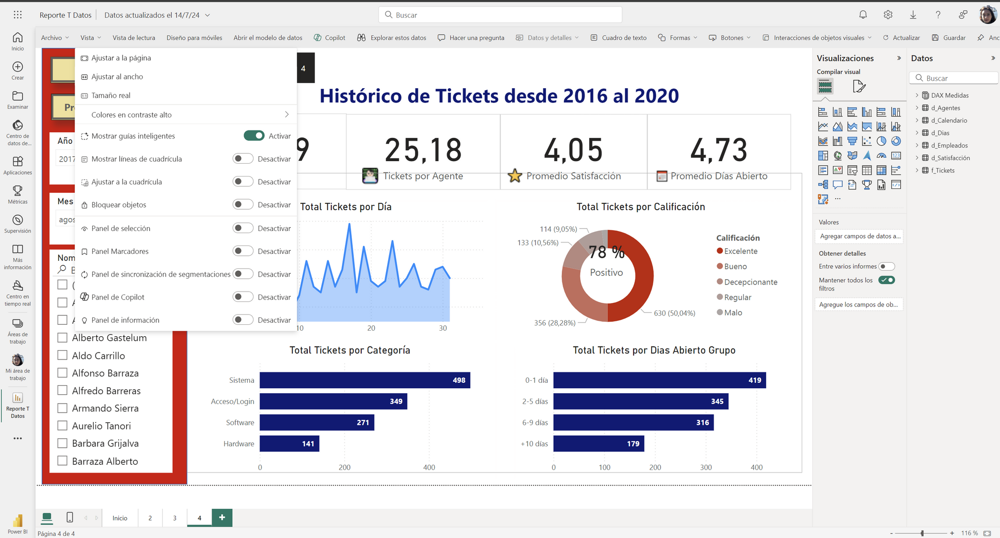 Reporte T Datos
Datos actualizados el 14/7/24
Buscar
Archivo
Vista
Vista de lectura
Diseño para móviles
Abrir el modelo de datos
Copilot
Explorar estos datos
Hacer una pregunta
Datos y detalles
Cuadro de texto
Formas
Botones
Interacciones de objetos visuales
Actualizar
Guardar
Anc
Inicio
Crear
Examinar
Centro de
datos de...
Aplicaciones
Métricas
Supervisión
Más
información
Centro en
tiempo real
Áreas de
trabajo
Mi área de
trabajo
Reporte T
Datos
Power BI
Ajustar a la página
Ajustar al ancho
Tamaño real
Colores en contraste alto
Mostrar guías inteligentes Activar
Mostrar líneas de cuadrícula Desactivar
Ajustar a la cuadrícula Desactivar
Bloquear objetos Desactivar
Panel de selección Desactivar
Panel Marcadores Desactivar
Panel de sincronización de segmentaciones Desactivar
Panel de Copilot Desactivar
Panel de información Desactivar
Año
2017
Mes
Alberto Gastelum
Aldo Carrillo
Alfonso Barraza
Alfredo Barreras
Armando Sierra
Aurelio Tanori
Barbara Grijalva
Barraza Alberto
4
Histórico de Tickets desde 2016 al 2020
9
25,18
Tickets por Agente
4,05
Promedio Satisfacción
4,73
Promedio Días Abierto
Total Tickets por Día
10 20 30
Total Tickets por Calificación
114 (9,05%)
133 (10,56%)
78 %
Positivo
630 (50,04%)
356 (28,28%)
Calificación
Excelente
Bueno
Decepcionante
Regular
Malo
Total Tickets por Categoría
Sistema 498
Acceso/Login 349
Software 271
Hardware 141
0 200 400
Total Tickets por Dias Abierto Grupo
0-1 día 419
2-5 días 345
6-9 días 316
+10 días 179
0 100 200 300 400
Visualizaciones
Compilar visual
123
Valores
Agregar campos de datos a...
Obtener detalles
Entre varios informes
Mantener todos los
filtros
Agregue los campos de ob...
Datos
Buscar
DAX Medidas
d_Agentes
d_Calendario
d_Dias
d_Empleados
d_Satisfacción
f_Tickets
Inicio
2
3
4
+
Página 4 de 4
- + 116 %